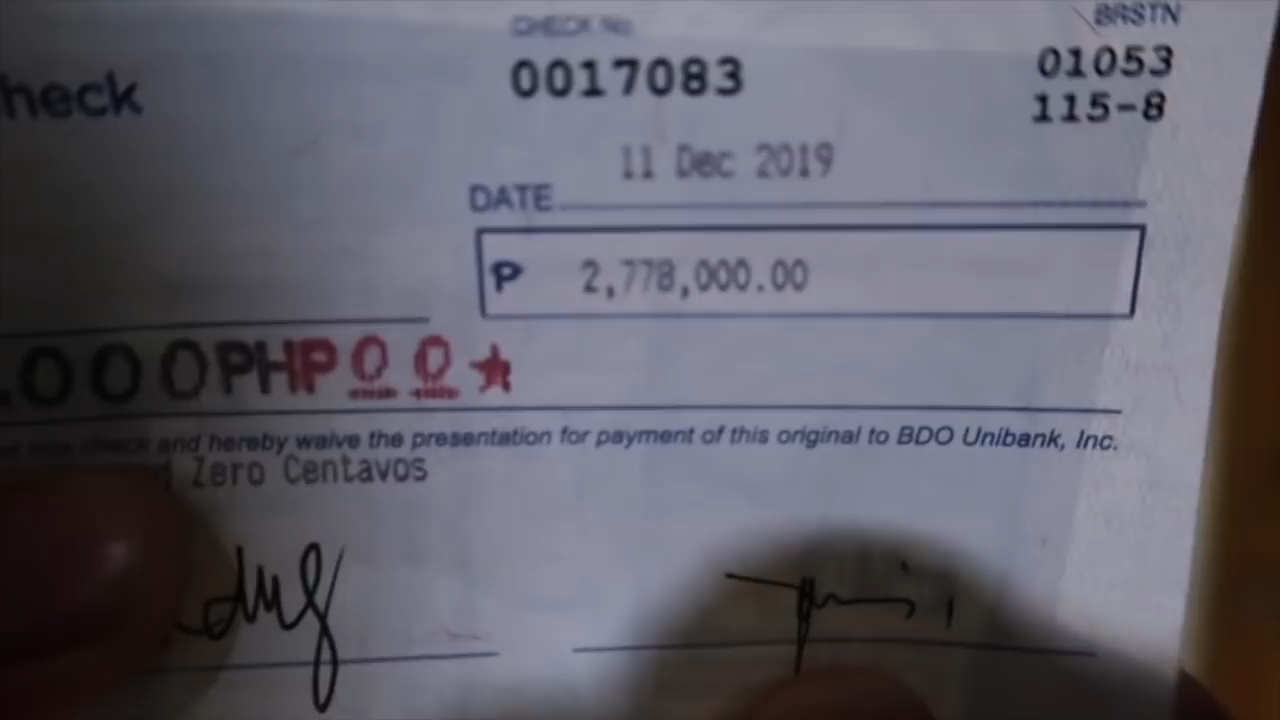 CHECK No.
BRSTN
0017083
01053
115-8
heck
11 Dec 2019
DATE
P 2,778,000.00
.000PHP00★
check and hereby waive the presentation for payment of this original to BDO Unibank, Inc.
Zero Centavos